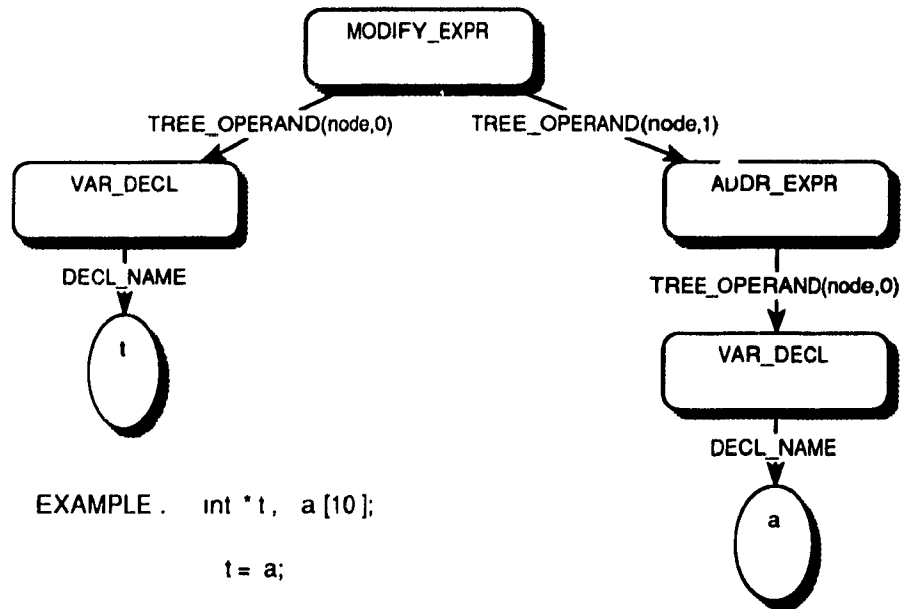 MODIFY_EXPR
TREE_OPERAND(node,0) TREE_OPERAND(node,1)
VAR_DECL ADDR_EXPR
DECL_NAME TREE_OPERAND(node,0)
t VAR_DECL
DECL_NAME
EXAMPLE . int * t , a [10];
a
t = a;